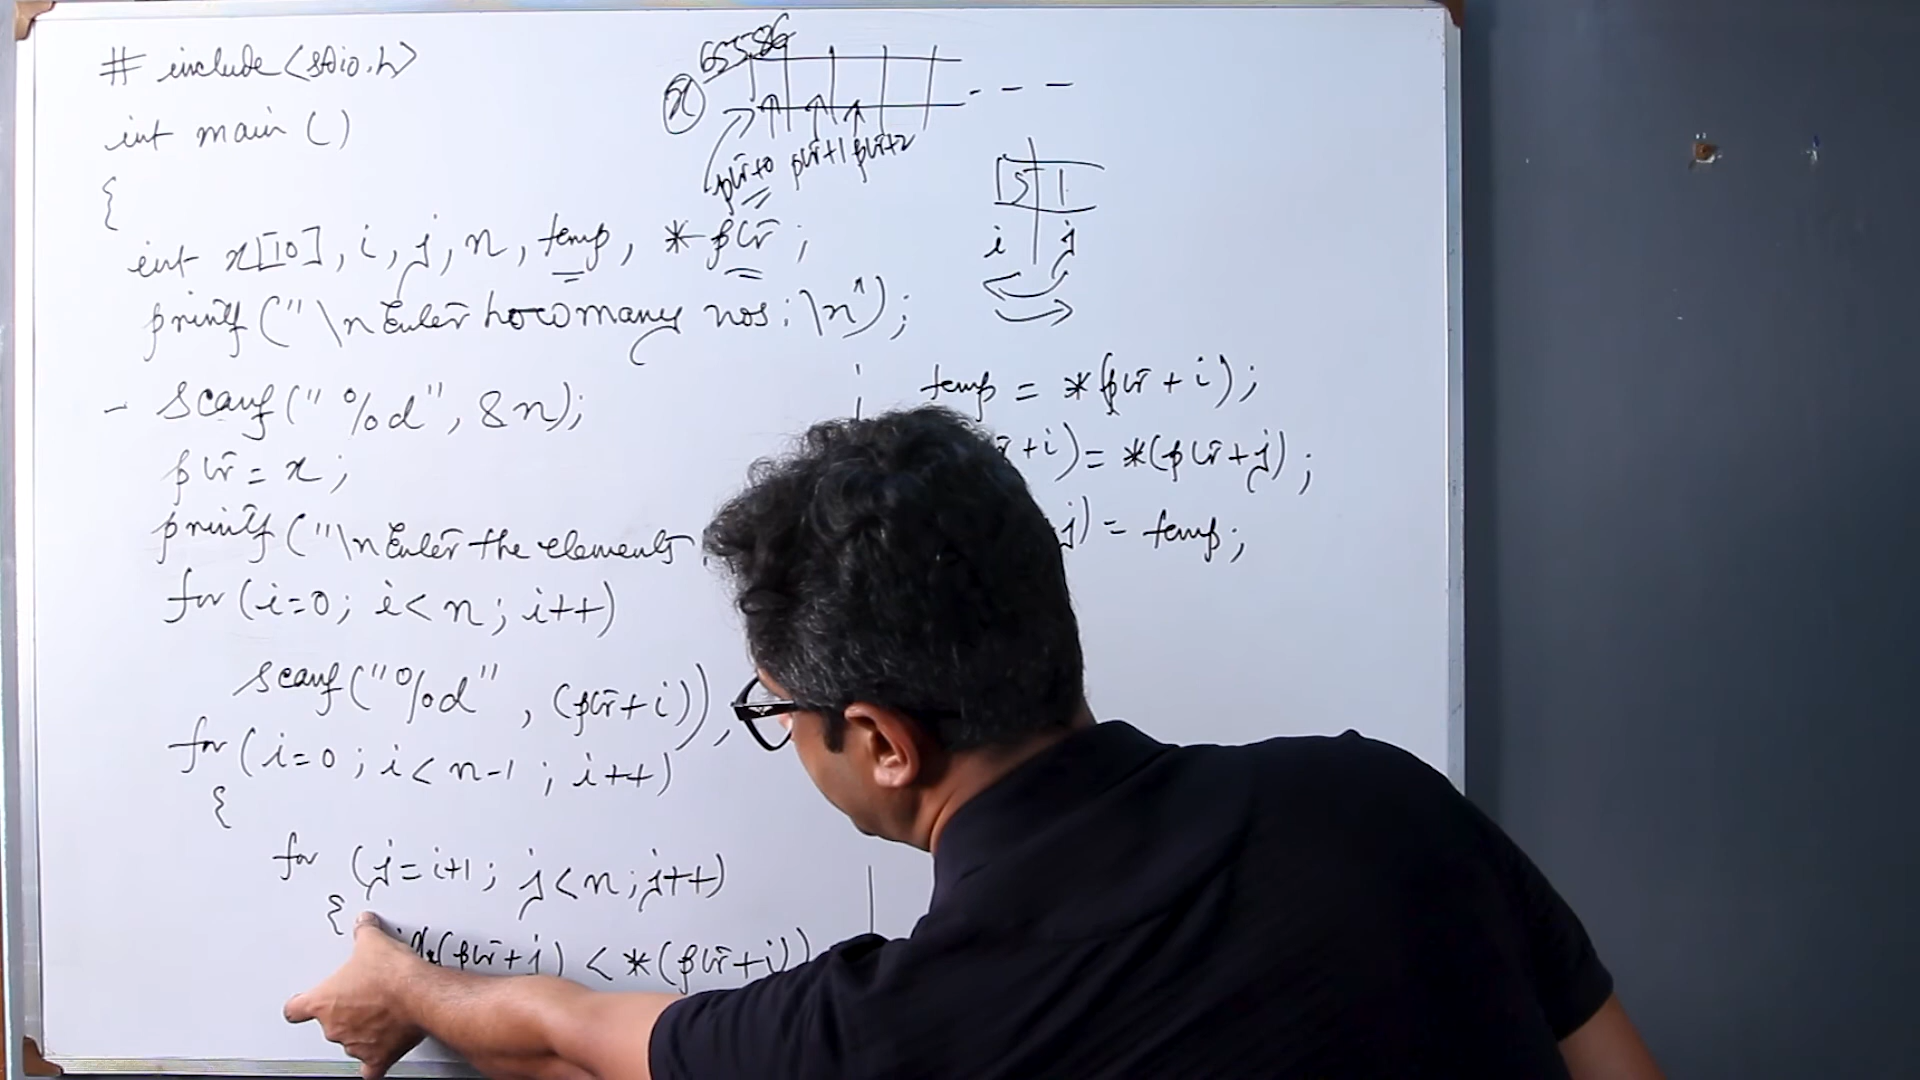 # include<stdio.h>
int main ()
{
int x[10], i, j, n, temp, * ptr ;
printf ("\n Enter how many nos : \n");
- scanf (" %d", &n);
ptr = x ;
printf ("\n Enter the elements
for (i=0; i< n ; i++)
scanf ("%d" , (ptr + i)) ;
for (i=0 ; i < n-1 ; i++)
{
for (j = i+1 ; j < n ; j++)
{
if(*(ptr + j) < *(ptr + i))
x
ptr+0 ptr+1 ptr+2
- - -
5 1
i j
temp = *(ptr + i) ;
+ i) = *(ptr + j) ;
j) = temp ;